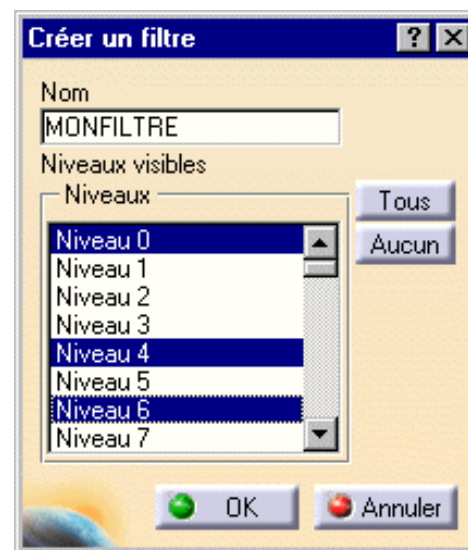 Créer un filtre
Nom
MONFILTRE
Niveaux visibles
Niveaux
Tous
Aucun
Niveau 0
Niveau 1
Niveau 2
Niveau 3
Niveau 4
Niveau 5
Niveau 6
Niveau 7
OK
Annuler